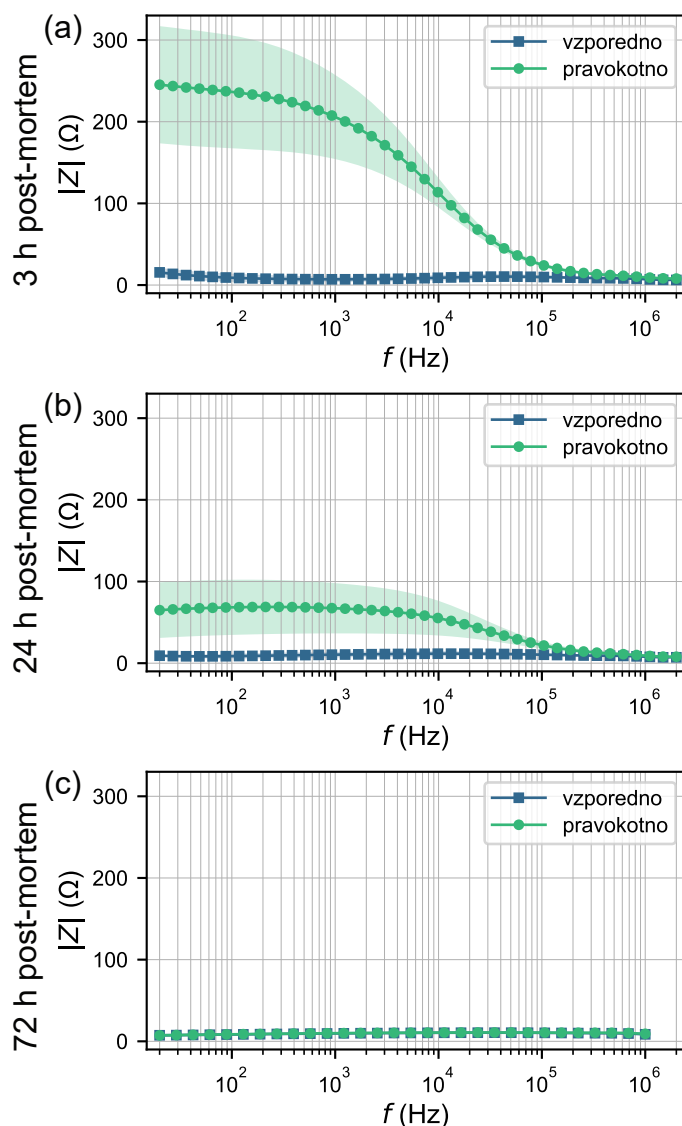 (a)
3 h post-mortem
|Z| (Ω)
300
200
100
0
vzporedno
pravokotno
10²
10³
10⁴
10⁵
10⁶
f (Hz)
(b)
24 h post-mortem
|Z| (Ω)
300
200
100
0
vzporedno
pravokotno
10²
10³
10⁴
10⁵
10⁶
f (Hz)
(c)
72 h post-mortem
|Z| (Ω)
300
200
100
0
vzporedno
pravokotno
10²
10³
10⁴
10⁵
10⁶
f (Hz)